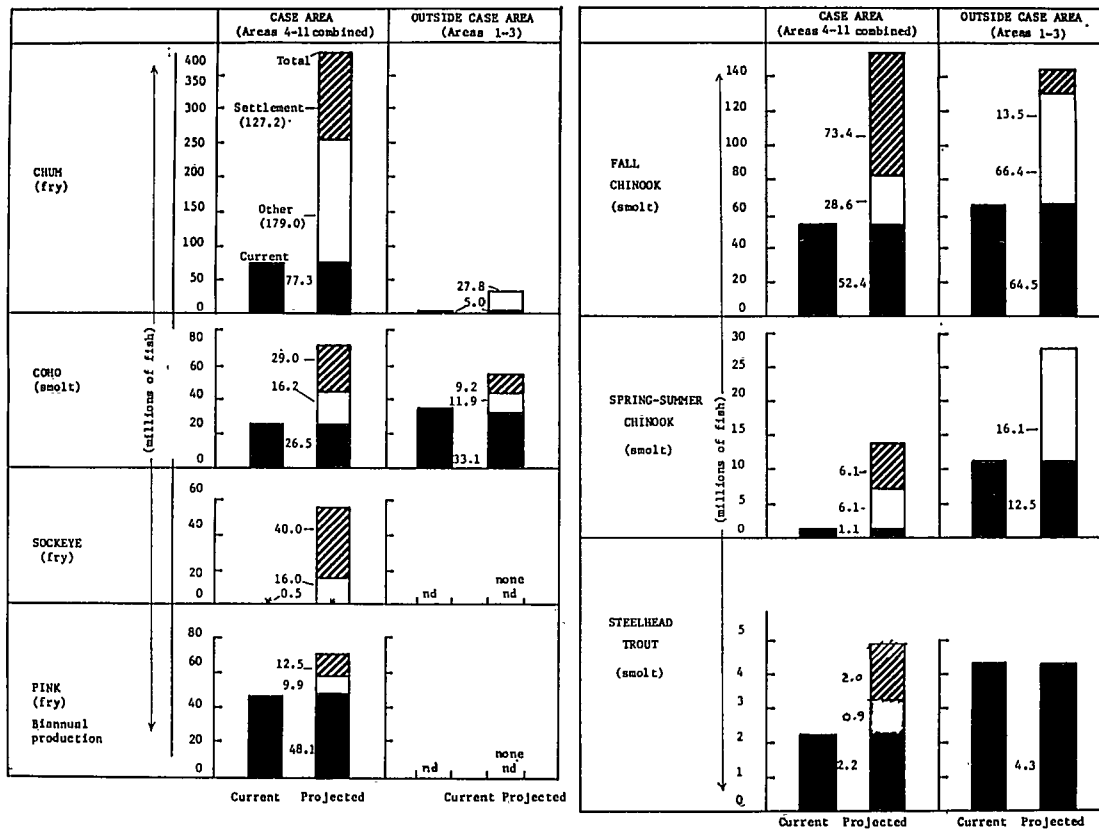 CASE AREA
(Areas 4-11 combined)
OUTSIDE CASE AREA
(Areas 1-3)
CHUM
(fry)
400
350
300
250
200
150
100
50
0
Total
Settlement
(127.2)
Other
(179.0)
Current
77.3
27.8
5.0
(millions of fish)
COHO
(smolt)
80
60
40
20
0
29.0
16.2
26.5
9.2
11.9
33.1
SOCKEYE
(fry)
60
40
20
0
40.0
16.0
0.5
nd
none
nd
PINK
(fry)
Biannual
production
80
60
40
20
0
12.5
9.9
48.1
nd
none
nd
Current Projected
Current Projected
CASE AREA
(Areas 4-11 combined)
OUTSIDE CASE AREA
(Areas 1-3)
FALL
CHINOOK
(smolt)
140
120
100
80
60
40
20
0
73.4
28.6
52.4
13.5
66.4
64.5
SPRING-SUMMER
CHINOOK
(smolt)
(millions of fish)
30
25
20
15
10
5
0
6.1
6.1
1.1
16.1
12.5
STEELHEAD
TROUT
(smolt)
5
4
3
2
1
0
2.0
0.9
2.2
4.3
Current Projected
Current Projected